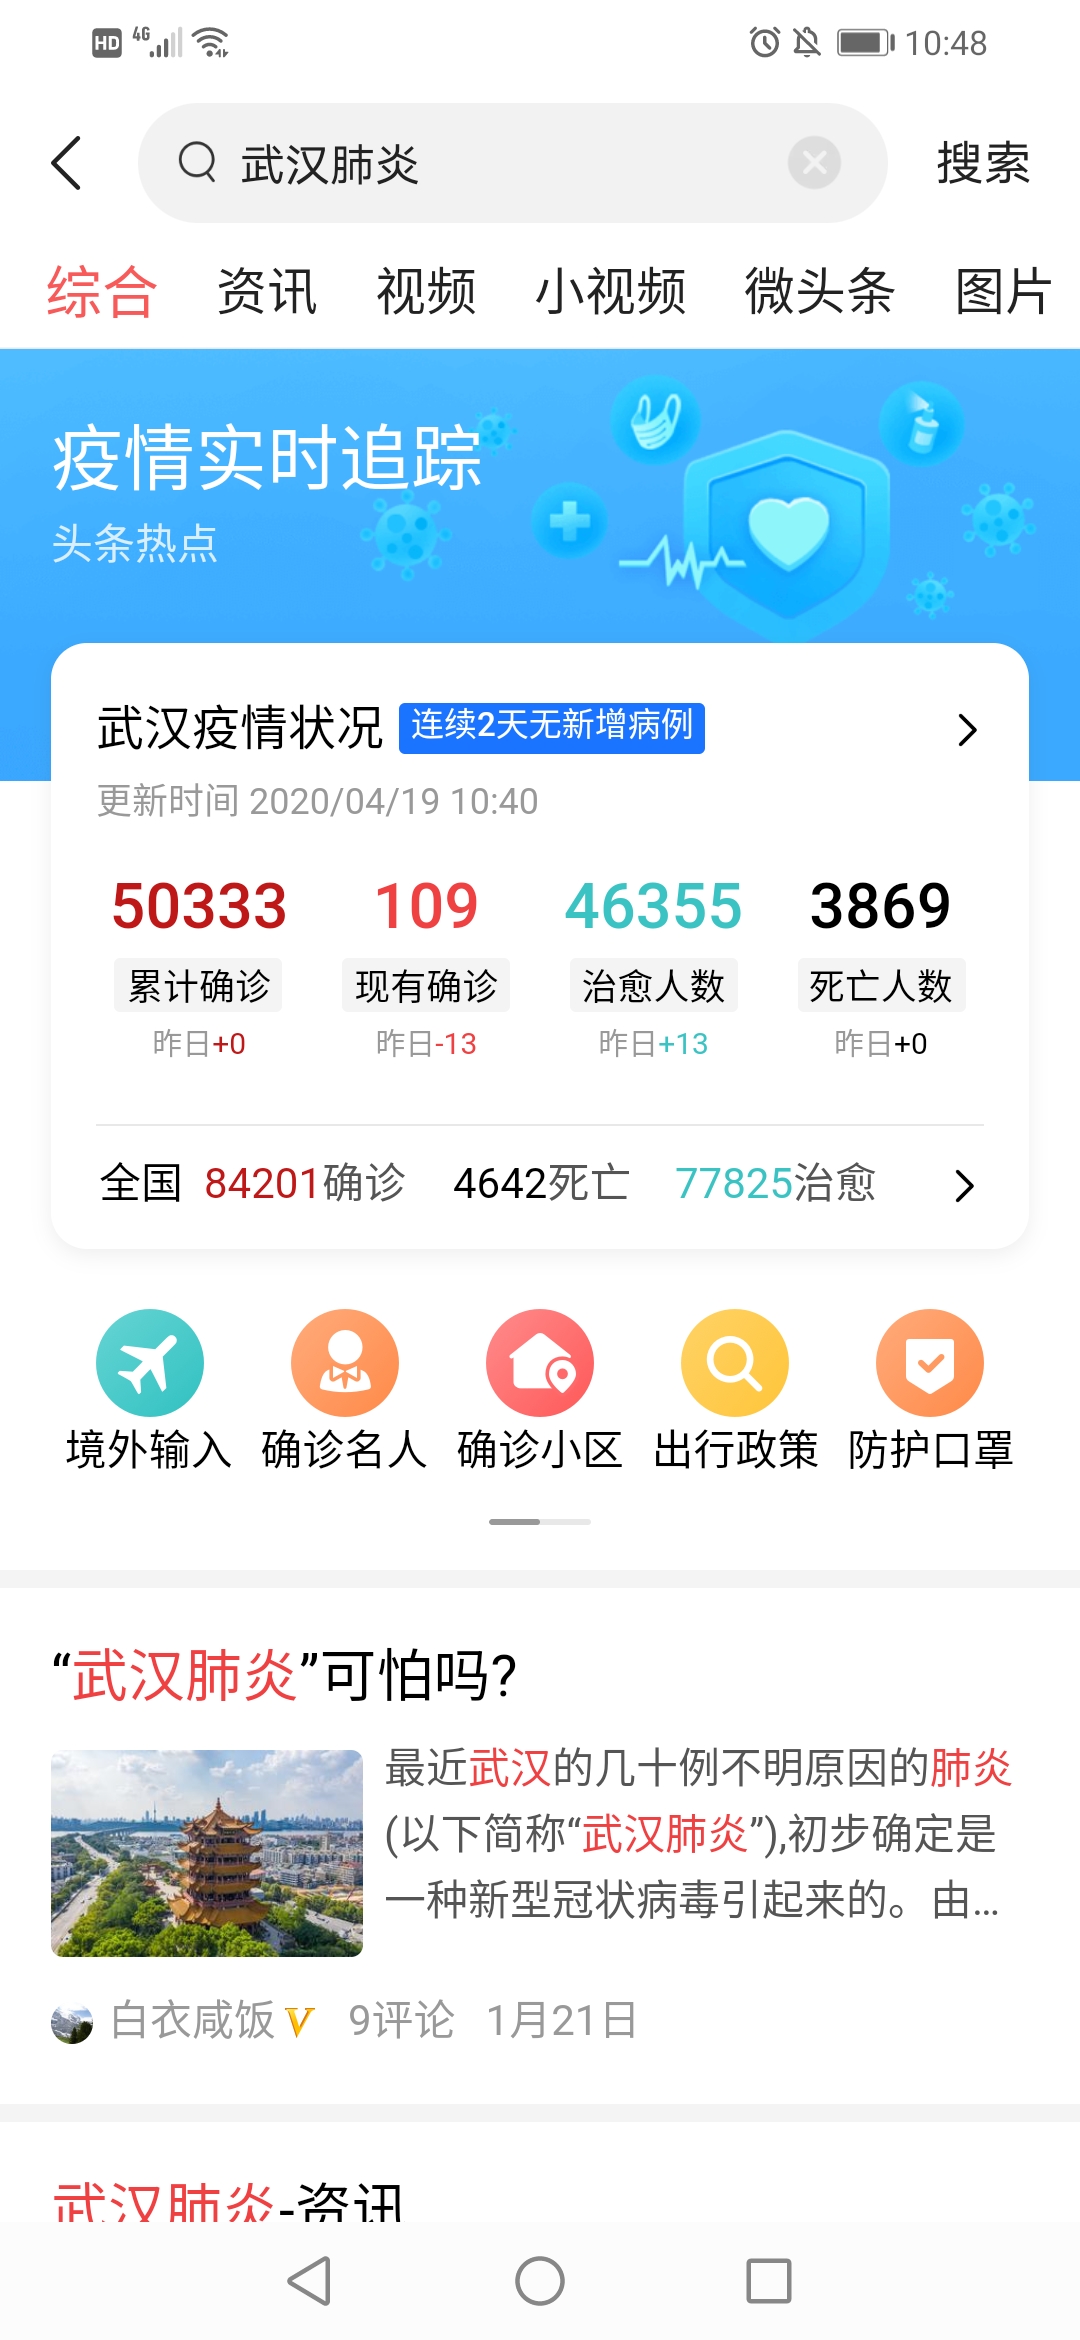 HD 4G 10:48
武汉肺炎 搜索
综合 资讯 视频 小视频 微头条 图片
疫情实时追踪
头条热点
武汉疫情状况 连续2天无新增病例
更新时间 2020/04/19 10:40
50333 109 46355 3869
累计确诊 现有确诊 治愈人数 死亡人数
昨日+0 昨日-13 昨日+13 昨日+0
全国 84201确诊 4642死亡 77825治愈
境外输入 确诊名人 确诊小区 出行政策 防护口罩
“武汉肺炎”可怕吗?
最近武汉的几十例不明原因的肺炎
(以下简称“武汉肺炎”),初步确定是
一种新型冠状病毒引起来的。由...
白衣咸饭 V 9评论 1月21日
武汉肺炎-资讯